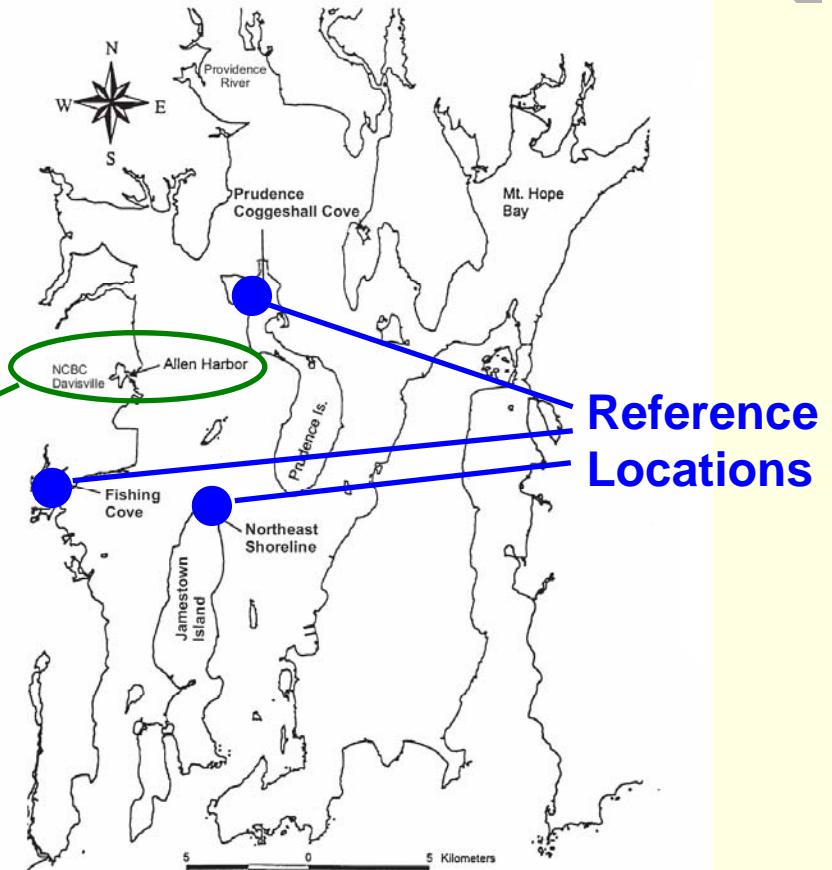 N
W
E
S
Providence
River
Prudence
Coggeshall Cove
Mt. Hope
Bay
NCBC
Davisville
Allen Harbor
Prudence Is.
Reference
Locations
Fishing
Cove
Northeast
Shoreline
Jamestown
Island
5
0
5
Kilometers